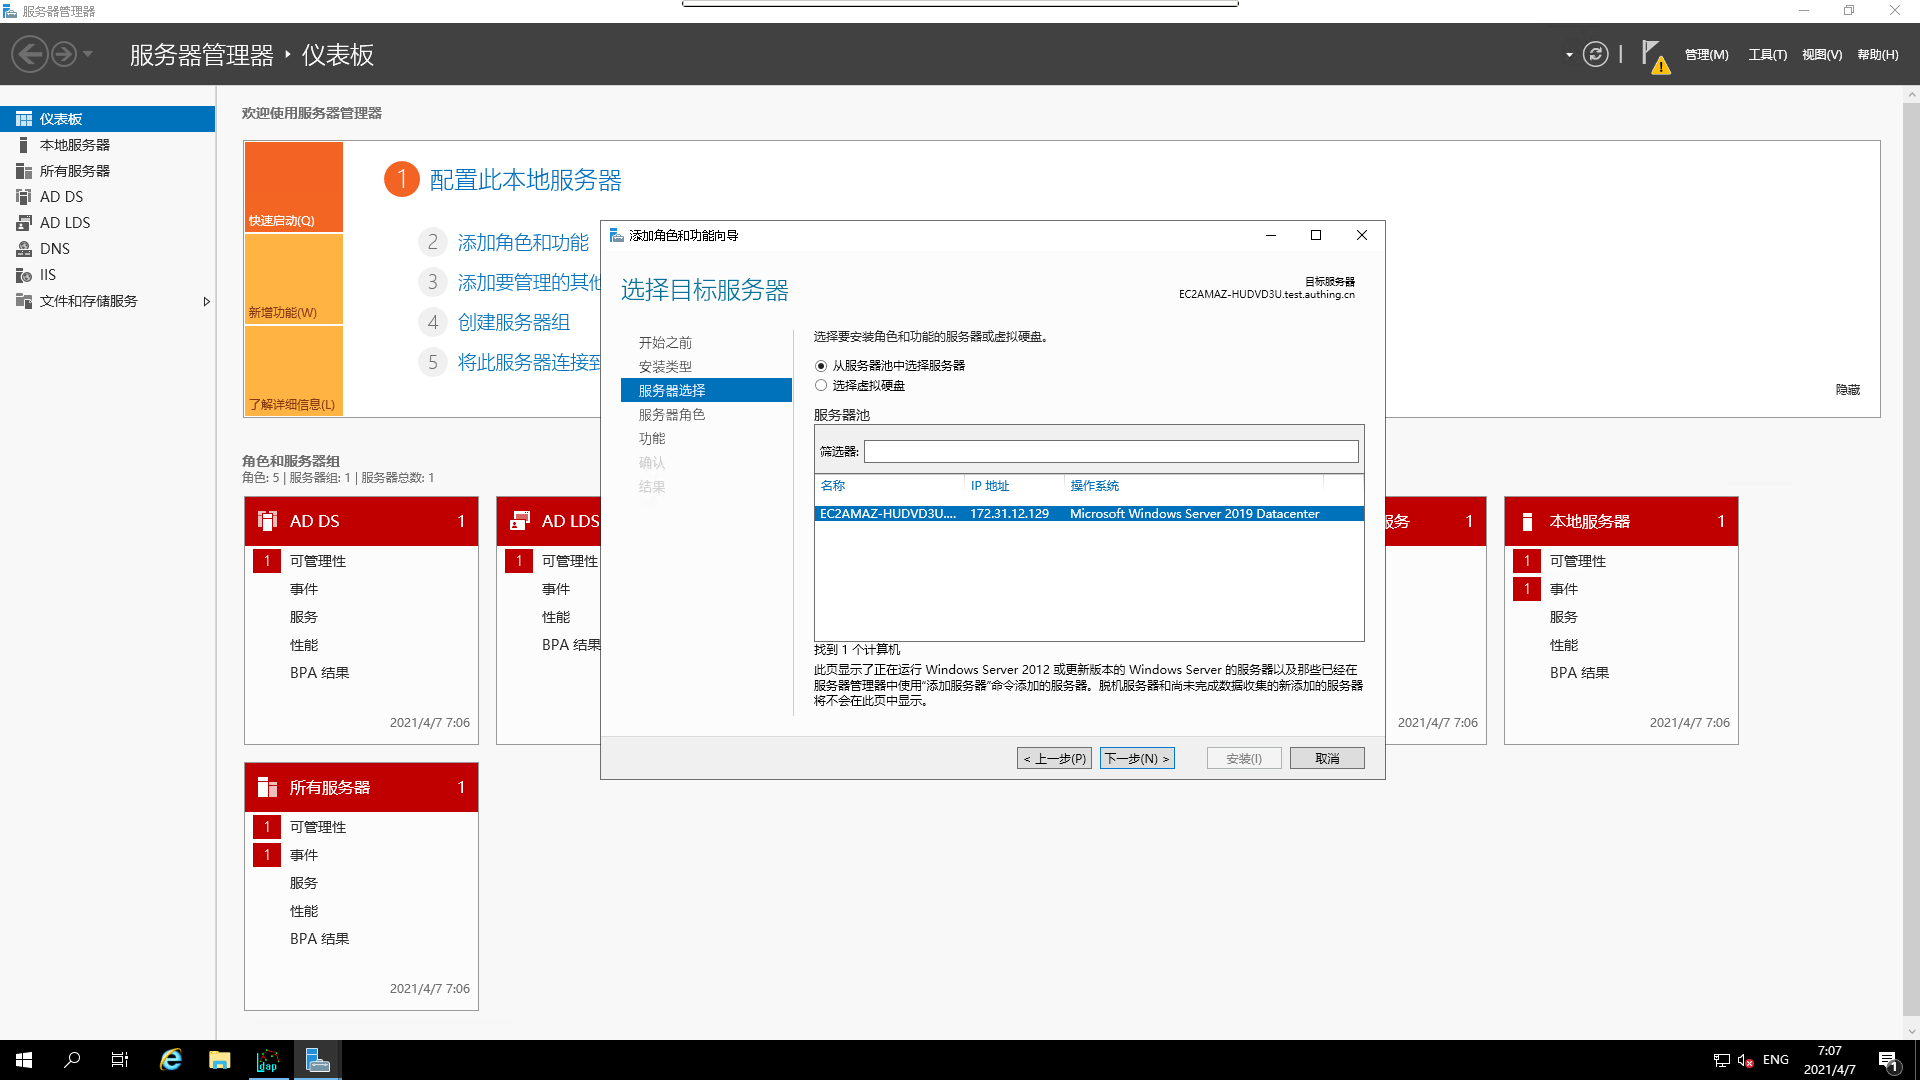 服务器管理器
服务器管理器 ‣ 仪表板
管理(M) 工具(T) 视图(V) 帮助(H)
仪表板
本地服务器
所有服务器
AD DS
AD LDS
DNS
IIS
文件和存储服务
欢迎使用服务器管理器
快速启动(Q)
新增功能(W)
了解详细信息(L)
1 配置此本地服务器
2 添加角色和功能
3 添加要管理的其他
4 创建服务器组
5 将此服务器连接到
隐藏
角色和服务器组
角色: 5 | 服务器组: 1 | 服务器总数: 1
AD DS 1
1 可管理性
事件
服务
性能
BPA 结果
2021/4/7 7:06
AD LDS
1 可管理性
事件
性能
BPA 结果
服务 1
2021/4/7 7:06
本地服务器 1
1 可管理性
1 事件
服务
性能
BPA 结果
2021/4/7 7:06
所有服务器 1
1 可管理性
1 事件
服务
性能
BPA 结果
2021/4/7 7:06
添加角色和功能向导
选择目标服务器
目标服务器
EC2AMAZ-HUDVD3U.test.authing.cn
开始之前
安装类型
服务器选择
服务器角色
功能
确认
结果
选择要安装角色和功能的服务器或虚拟硬盘。
从服务器池中选择服务器
选择虚拟硬盘
服务器池
筛选器:
名称 IP 地址 操作系统
EC2AMAZ-HUDVD3U.... 172.31.12.129 Microsoft Windows Server 2019 Datacenter
找到 1 个计算机
此页显示了正在运行 Windows Server 2012 或更新版本的 Windows Server 的服务器以及那些已经在
服务器管理器中使用"添加服务器"命令添加的服务器。脱机服务器和尚未完成数据收集的新添加的服务器
将不会在此页中显示。
< 上一步(P) 下一步(N) > 安装(I) 取消
ldap
ENG
7:07
2021/4/7
1